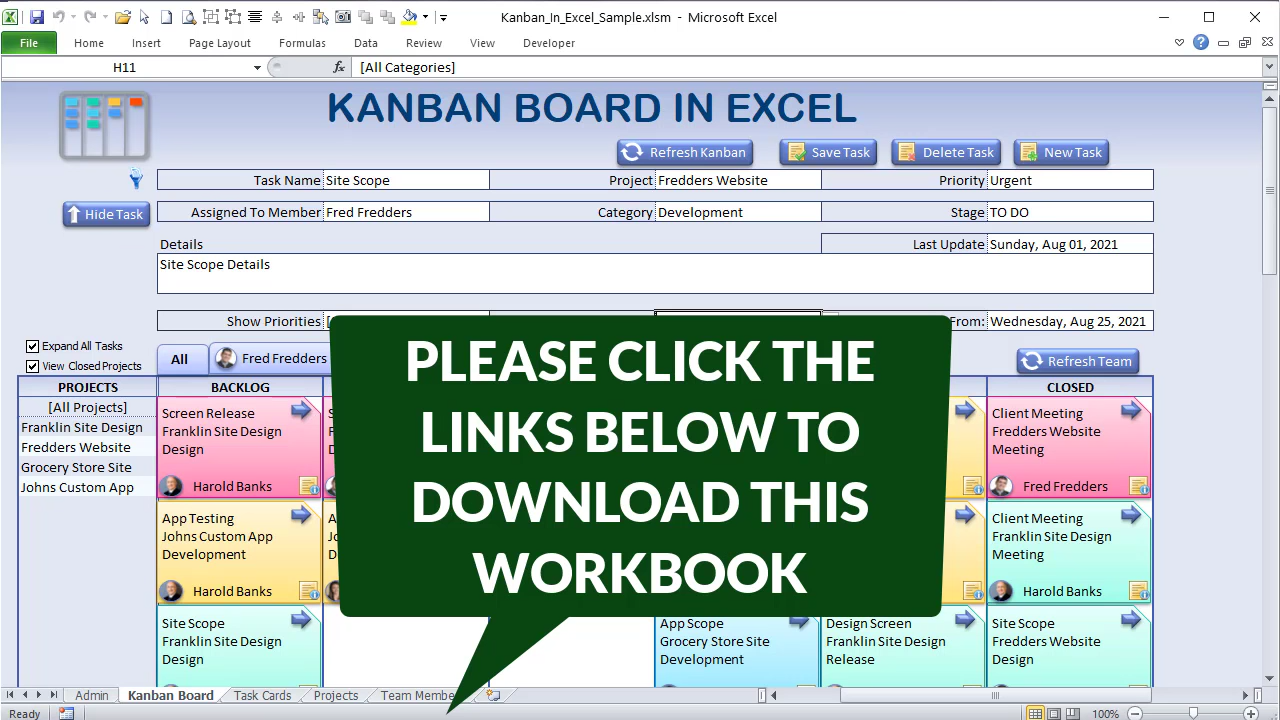 Kanban_In_Excel_Sample.xlsm - Microsoft Excel
File Home Insert Page Layout Formulas Data Review View Developer
H11 fx [All Categories]
KANBAN BOARD IN EXCEL
Refresh Kanban Save Task Delete Task New Task
Task Name Site Scope Project Fredders Website Priority Urgent
Hide Task Assigned To Member Fred Fredders Category Development Stage TO DO
Details Last Update Sunday, Aug 01, 2021
Site Scope Details
Show Priorities From: Wednesday, Aug 25, 2021
Expand All Tasks
View Closed Projects
All Fred Fredders Refresh Team
PLEASE CLICK THE
LINKS BELOW TO
DOWNLOAD THIS
WORKBOOK
PROJECTS
[All Projects]
Franklin Site Design
Fredders Website
Grocery Store Site
Johns Custom App
BACKLOG
Screen Release
Franklin Site Design
Design
Harold Banks
App Testing
Johns Custom App
Development
Harold Banks
Site Scope
Franklin Site Design
Design
App Scope
Grocery Store Site
Development
Design Screen
Franklin Site Design
Release
CLOSED
Client Meeting
Fredders Website
Meeting
Fred Fredders
Client Meeting
Franklin Site Design
Meeting
Harold Banks
Site Scope
Fredders Website
Design
Admin Kanban Board Task Cards Projects Team
Ready 100%